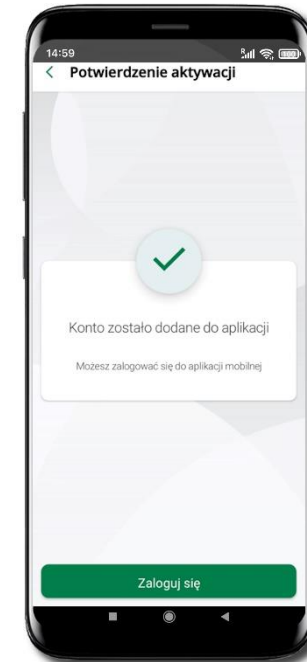 14:59
Potwierdzenie aktywacji
Konto zostało dodane do aplikacji
Możesz zalogować się do aplikacji mobilnej
Zaloguj się